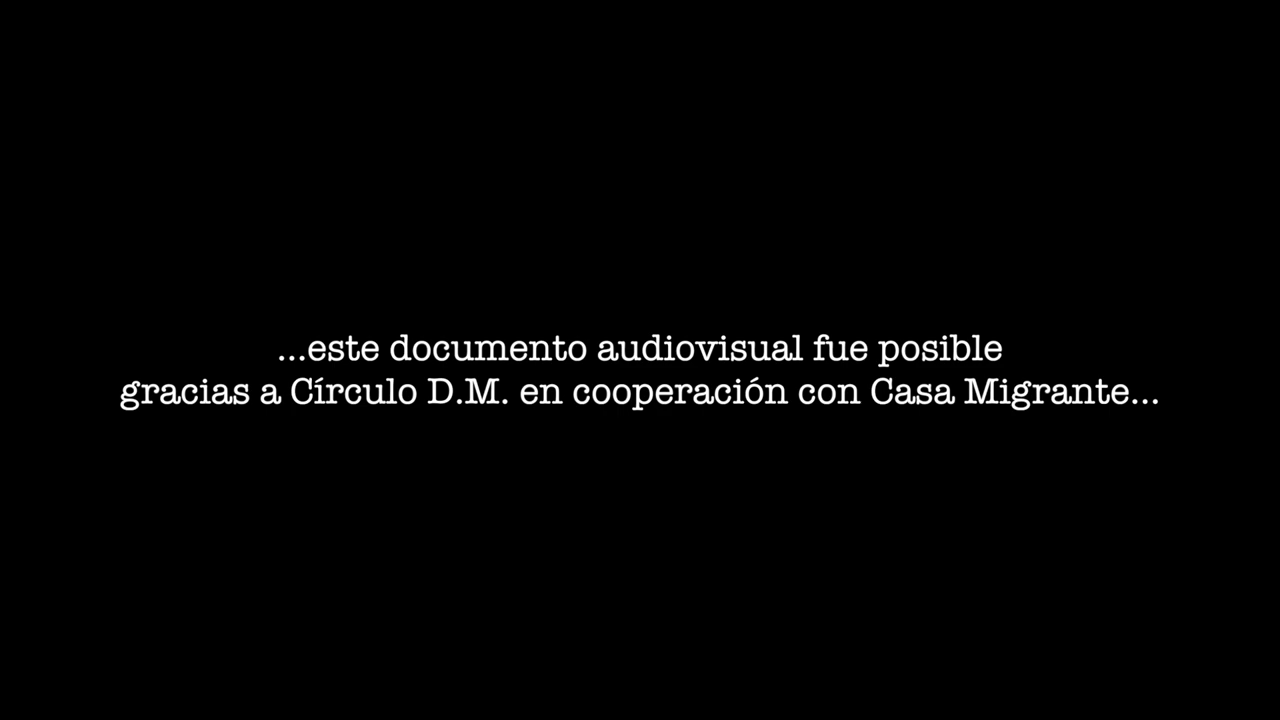 ...este documento audiovisual fue posible
gracias a Círculo D.M. en cooperación con Casa Migrante...